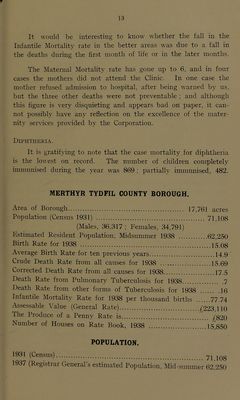 13
It would be interesting to know whether the fall in the
Infantile Mortality rate in the better areas was due to a fall in
the deaths during the first month of life or in the later months.
The Maternal Mortality rate has gone up to 6, and in four
cases the mothers did not attend the Clinic. In one case the
mother refused admission to hospital, after being warned by us,
but the three other deaths were not preventable; and although
this figure is very disquieting and appears bad on paper, it can-
not possibly have any reflection on the excellence of the mater-
nity services provided by the Corporation.
DIPHTHERIA.
It is gratifying to note that the case mortality for diphtheria
is the lowest on record. The number of children completely
immunised during the year was 869; partially immunised, 482.
MERTHYR TYDFIL COUNTY BOROUGH.
Area of Borough 17,761 acres
Population (Census 1931) 71,108
(Males, 36,317; Females, 34,791)
Estimated Resident Population, Midsummer 1938 62,250
Birth Rate for 1938 15.08
Average Birth Rate for ten previous years 14.9
Crude Death Rate from all causes for 1938 15.69
Corrected Death Rate from all causes for 1938 17.5
Death Rate from Pulmonary Tuberculosis for 1938 .7
Death Rate from other forms of Tuberculosis for 1938 .16
Infantile Mortality Rate for 1938 per thousand births 77.74
Assessable Value (General Rate) £223,110
The Produce of a Penny Rate is £820
Number of Houses on Rate Book, 1938 15,850
POPULATION.
1931 (Census) 71,108
1937 (Registrar General's estimated Population, Mid-summer 62,250